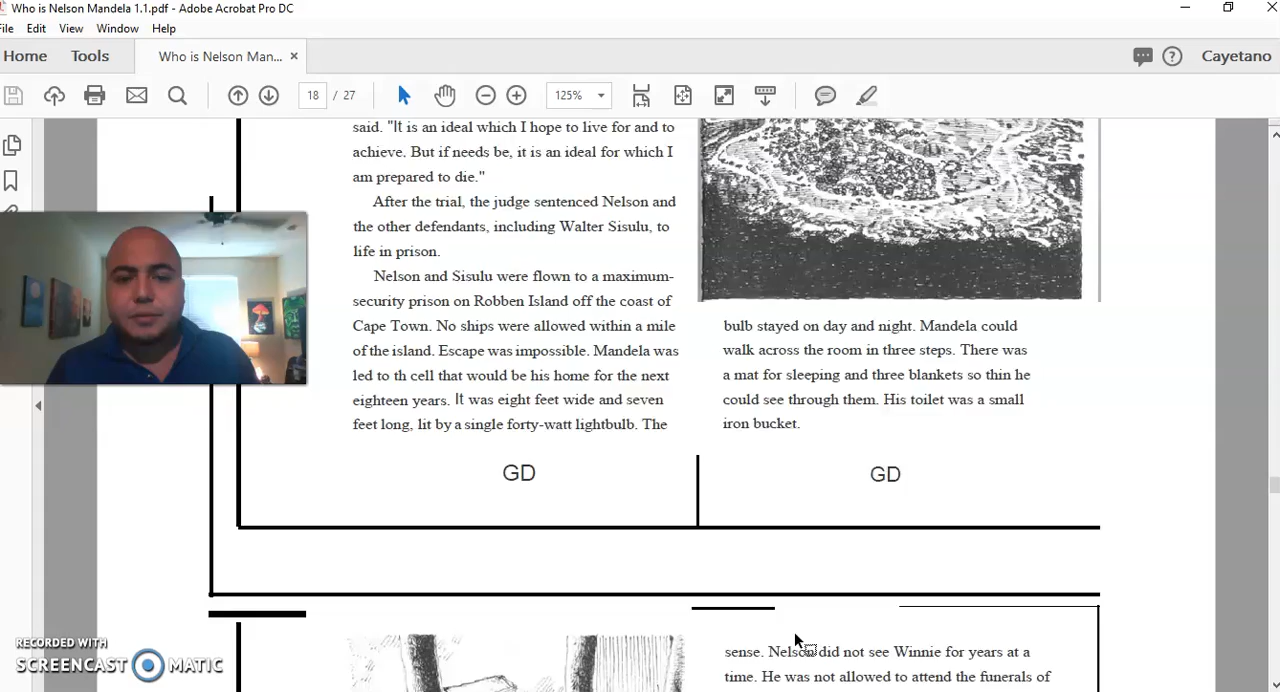 Who is Nelson Mandela 1.1.pdf - Adobe Acrobat Pro DC
File Edit View Window Help
Home Tools Who is Nelson Man... × Cayetano
18 / 27 125%
said. "It is an ideal which I hope to live for and to
achieve. But if needs be, it is an ideal for which I
am prepared to die."
After the trial, the judge sentenced Nelson and
the other defendants, including Walter Sisulu, to
life in prison.
Nelson and Sisulu were flown to a maximum-
security prison on Robben Island off the coast of
Cape Town. No ships were allowed within a mile
of the island. Escape was impossible. Mandela was
led to th cell that would be his home for the next
eighteen years. It was eight feet wide and seven
feet long, lit by a single forty-watt lightbulb. The
GD
bulb stayed on day and night. Mandela could
walk across the room in three steps. There was
a mat for sleeping and three blankets so thin he
could see through them. His toilet was a small
iron bucket.
GD
sense. Nelson did not see Winnie for years at a
time. He was not allowed to attend the funerals of
RECORDED WITH
SCREENCAST MATIC